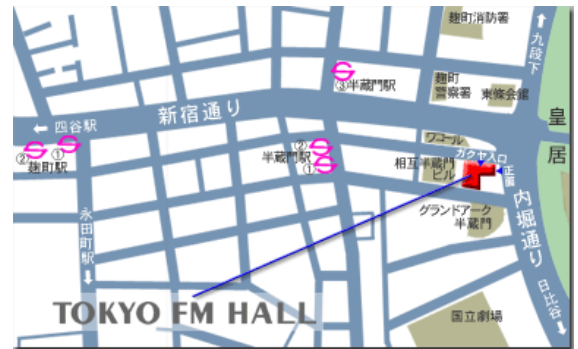 麹町消防署
九段下
③半蔵門駅
麹町
警察署
東條会館
新宿通り
皇居
← 四谷駅
②
①
麹町駅
②
半蔵門駅
①
ワコール
ガクヤ入口
正面
相互半蔵門
ビル
グランドアーク
半蔵門
内堀通り
永田町駅
日比谷
TOKYO FM HALL
国立劇場